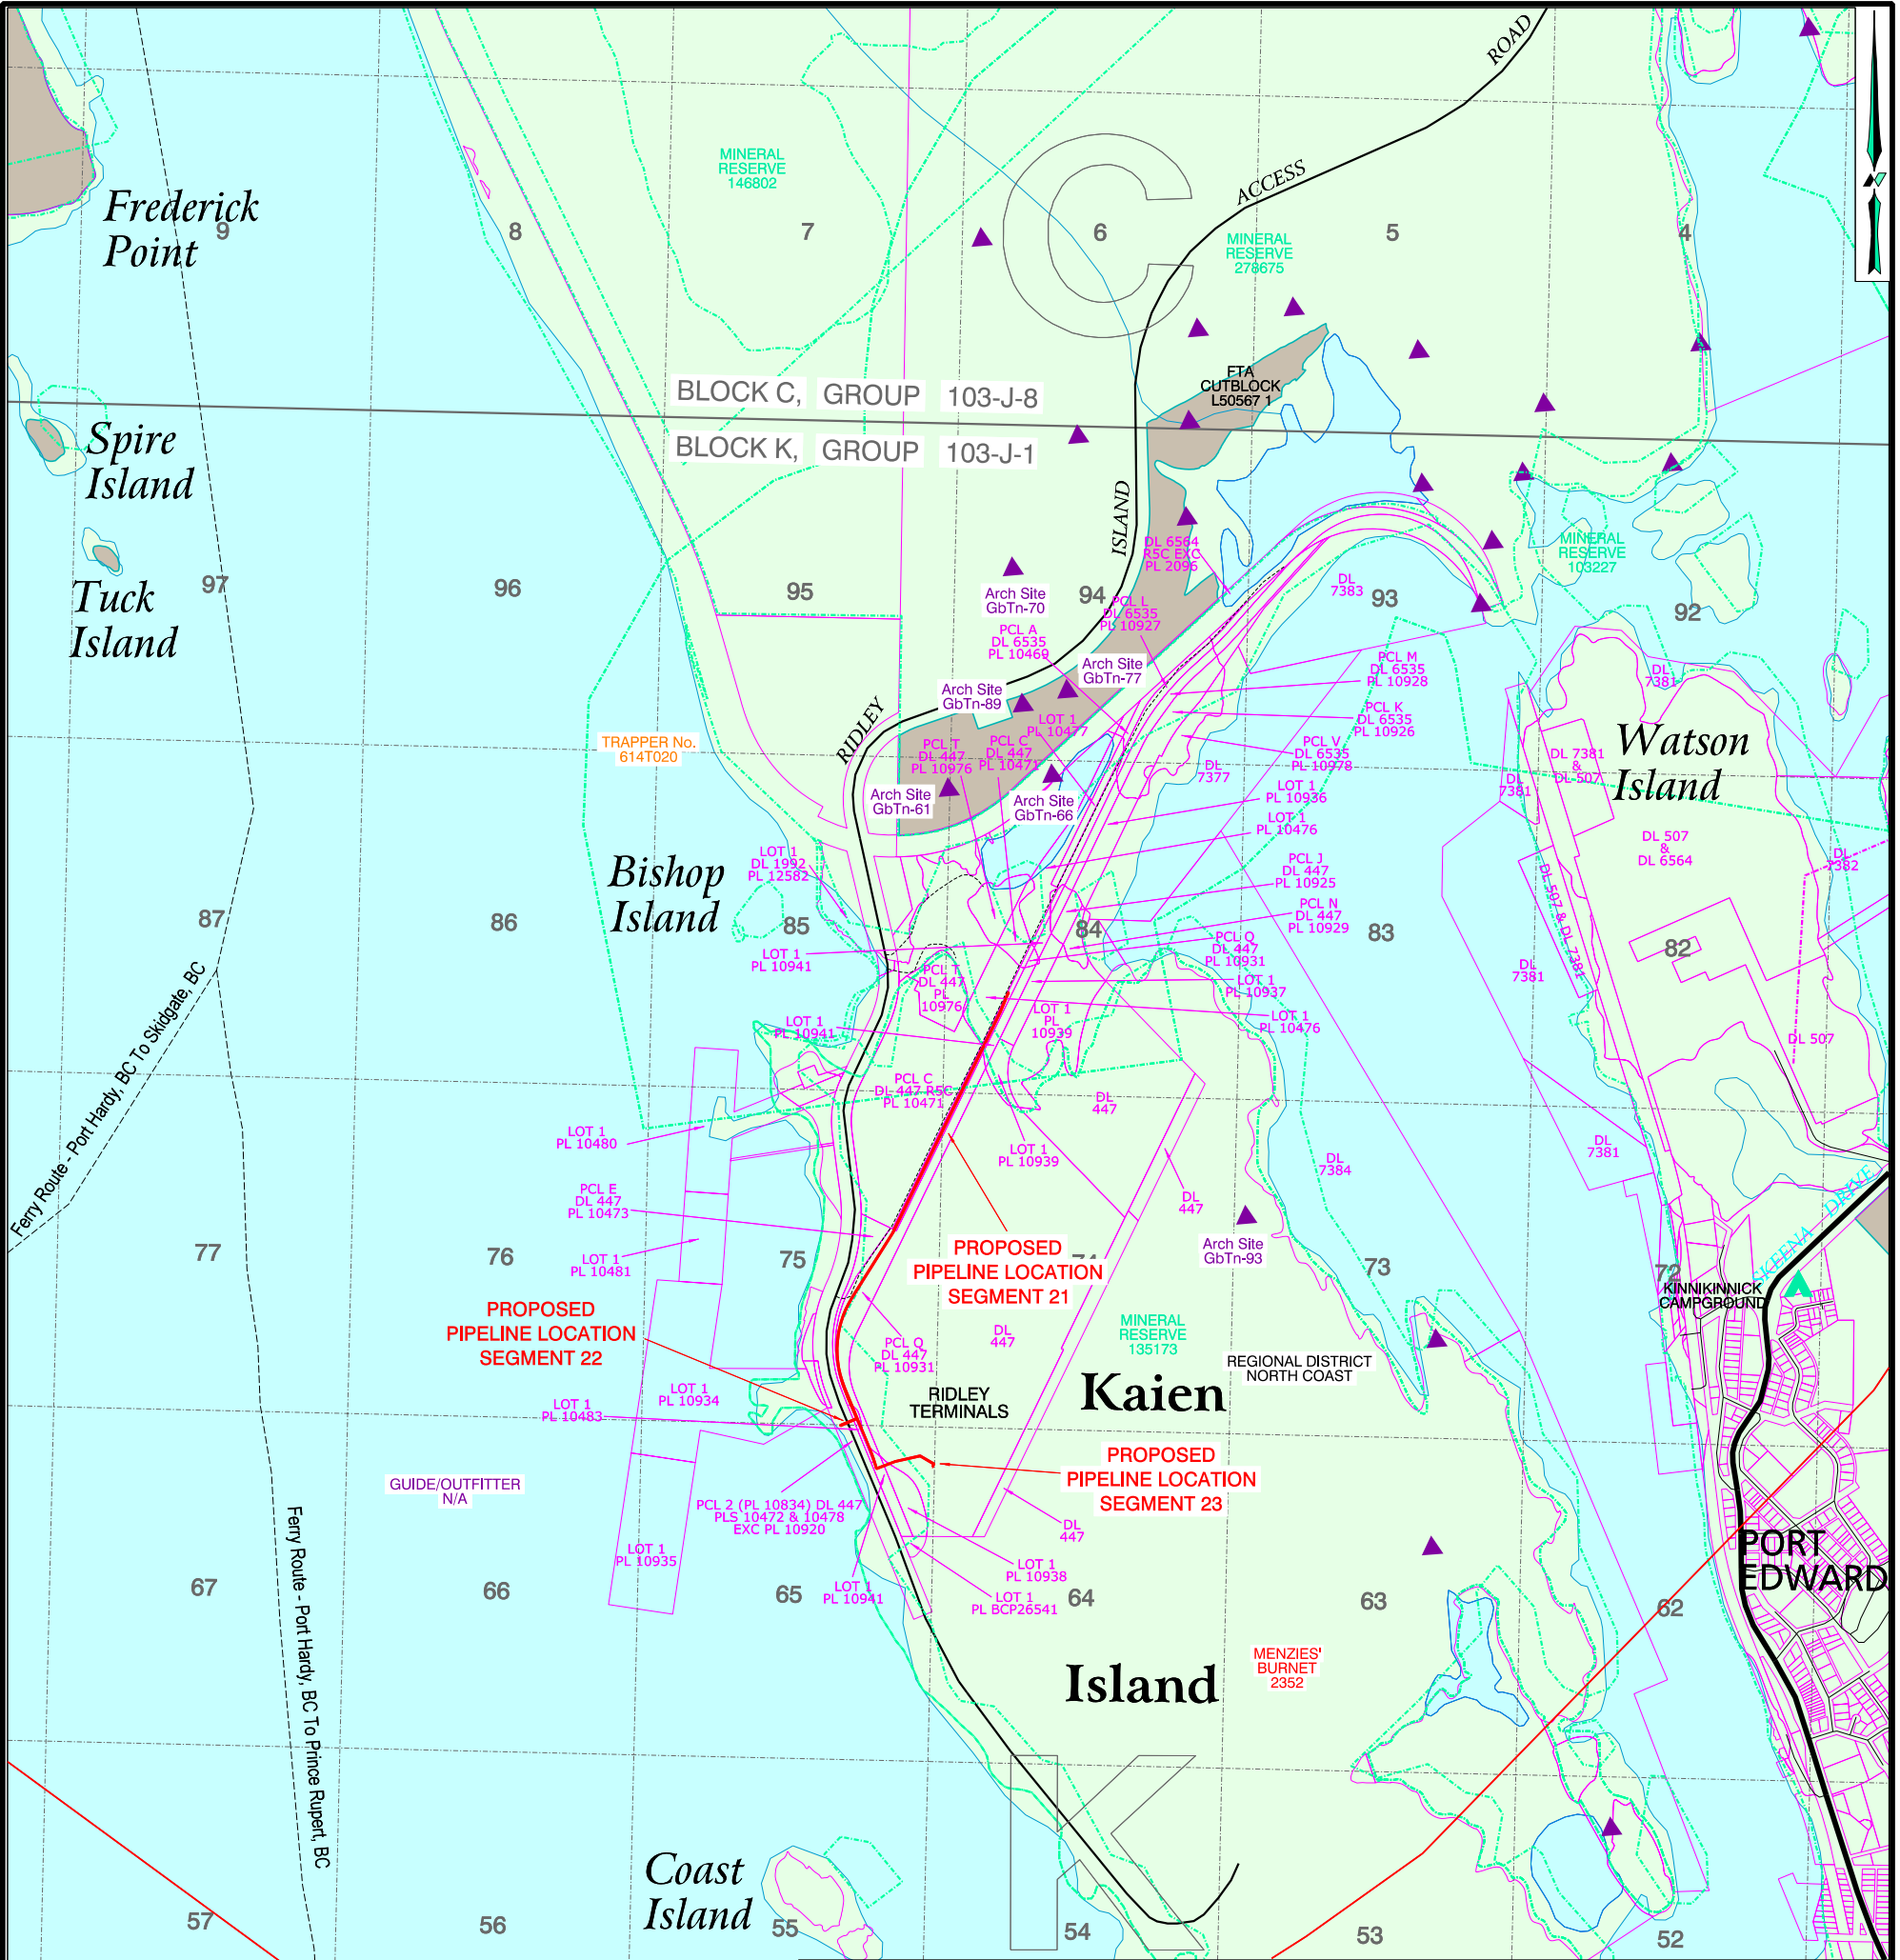 ROAD
ACCESS
MINERAL
RESERVE
146802
C
Frederick
Point
9
8
7
6
5
4
MINERAL
RESERVE
278675
FTA
CUTBLOCK
L50567 1
BLOCK C, GROUP 103-J-8
BLOCK K, GROUP 103-J-1
Spire
Island
ISLAND
DL 6564
R5C EXC
PL 2096
MINERAL
RESERVE
103227
Tuck
Island
97
96
95
94
93
92
Arch Site
GbTn-70
DL
7383
PCL L
DL 6535
PL 10927
PCL A
DL 6535
PL 10469
Arch Site
GbTn-77
PCL M
DL 6535
PL 10928
DL
7381
Arch Site
GbTn-89
RIDLEY
LOT 1
PL 10477
PCL K
DL 6535
PL 10926
TRAPPER No.
614T020
PCL T
DL 447
PL 10976
PCL C
DL 447
PL 10471
PCL V
DL 6535
PL 10978
DL
7377
DL 7381
&
DL 507
DL
7381
Watson
Island
Arch Site
GbTn-61
Arch Site
GbTn-66
LOT 1
PL 10936
LOT 1
PL 10476
DL 507
&
DL 6564
DL
7382
LOT 1
DL 1992
PL 12582
PCL J
DL 447
PL 10925
Bishop
Island
87
86
85
84
83
82
PCL N
DL 447
PL 10929
DL 507 & DL 7381
PCL Q
DL 447
PL 10931
LOT 1
PL 10941
DL
7381
PCL T
DL 447
PL
10976
LOT 1
PL 10937
LOT 1
PL 10476
Ferry Route - Port Hardy, BC To Skidgate, BC
LOT 1
PL 10941
LOT 1
PL
10939
DL 507
PCL C
DL 447 R5C
PL 10471
DL
447
LOT 1
PL 10480
LOT 1
PL 10939
DL
7384
DL
7381
PCL E
DL 447
PL 10473
DL
447
SKEENA DRIVE
Arch Site
GbTn-93
77
76
75
73
72
LOT 1
PL 10481
PROPOSED
PIPELINE LOCATION
SEGMENT 21
KINNIKINNICK
CAMPGROUND
PROPOSED
PIPELINE LOCATION
SEGMENT 22
MINERAL
RESERVE
135173
DL
447
PCL Q
DL 447
PL 10931
REGIONAL DISTRICT
NORTH COAST
LOT 1
PL 10934
RIDLEY
TERMINALS
Kaien
LOT 1
PL 10483
PROPOSED
PIPELINE LOCATION
SEGMENT 23
GUIDE/OUTFITTER
N/A
PCL 2 (PL 10834) DL 447
PLS 10472 & 10478
EXC PL 10920
DL
447
Ferry Route - Port Hardy, BC To Prince Rupert, BC
LOT 1
PL 10935
LOT 1
PL 10938
PORT
EDWARD
LOT 1
PL 10941
LOT 1
PL BCP26541
67
66
65
64
63
62
MENZIES'
BURNET
2352
Island
K
Coast
Island
57
56
55
54
53
52